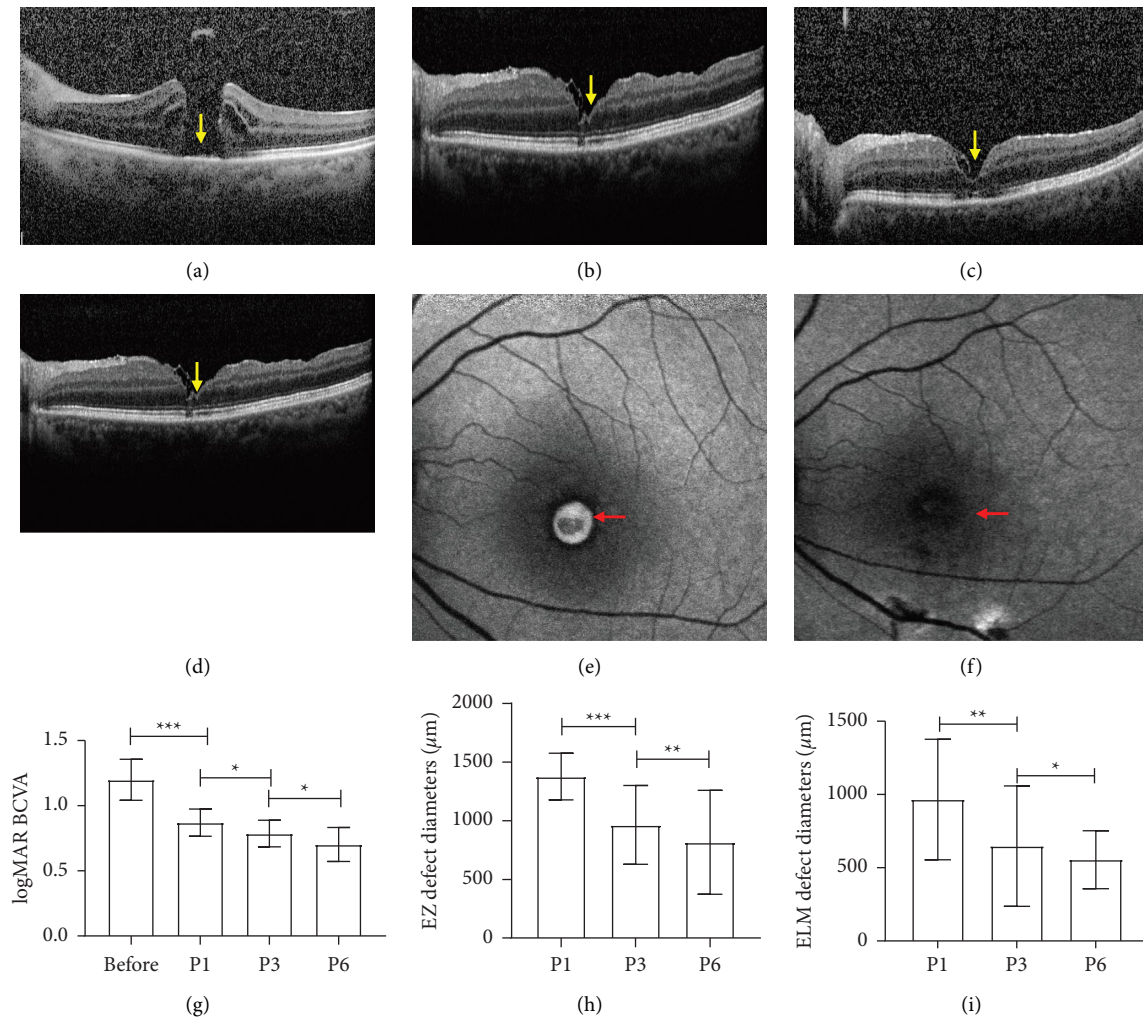 (a)
(b)
(c)
(d)
(e)
(f)
logMAR BCVA
1.5
1.0
0.5
0.0
***
*
*
Before P1 P3 P6
(g)
EZ defect diameters (μm)
2000
1500
1000
500
0
***
**
P1 P3 P6
(h)
ELM defect diameters (μm)
1500
1000
500
0
**
*
P1 P3 P6
(i)